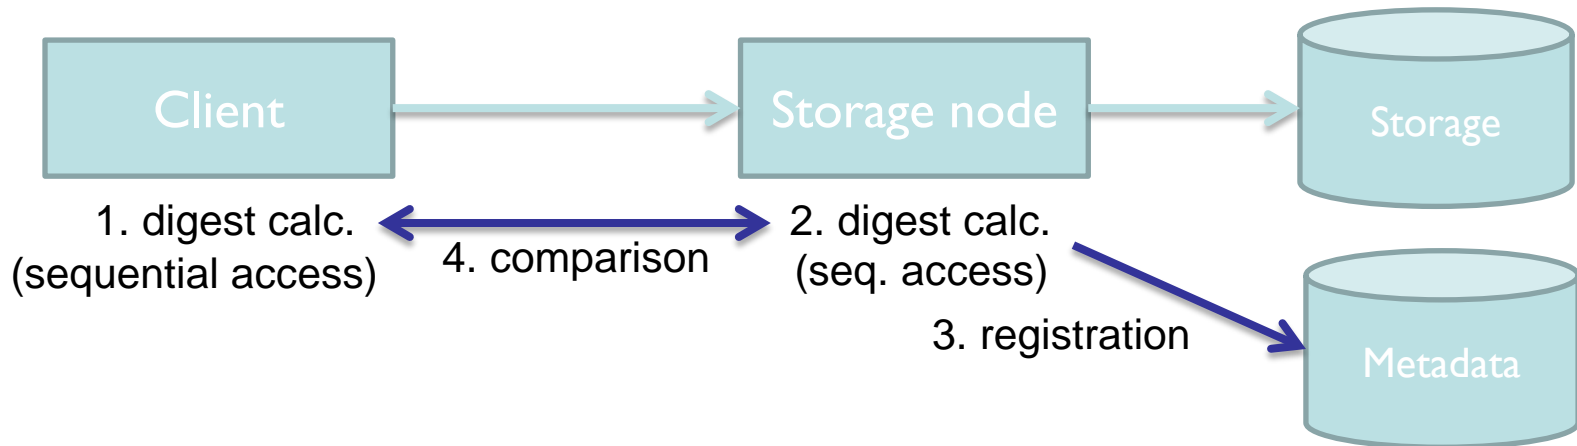 Client
Storage node
Storage
1. digest calc.
(sequential access)
4. comparison
2. digest calc.
(seq. access)
3. registration
Metadata